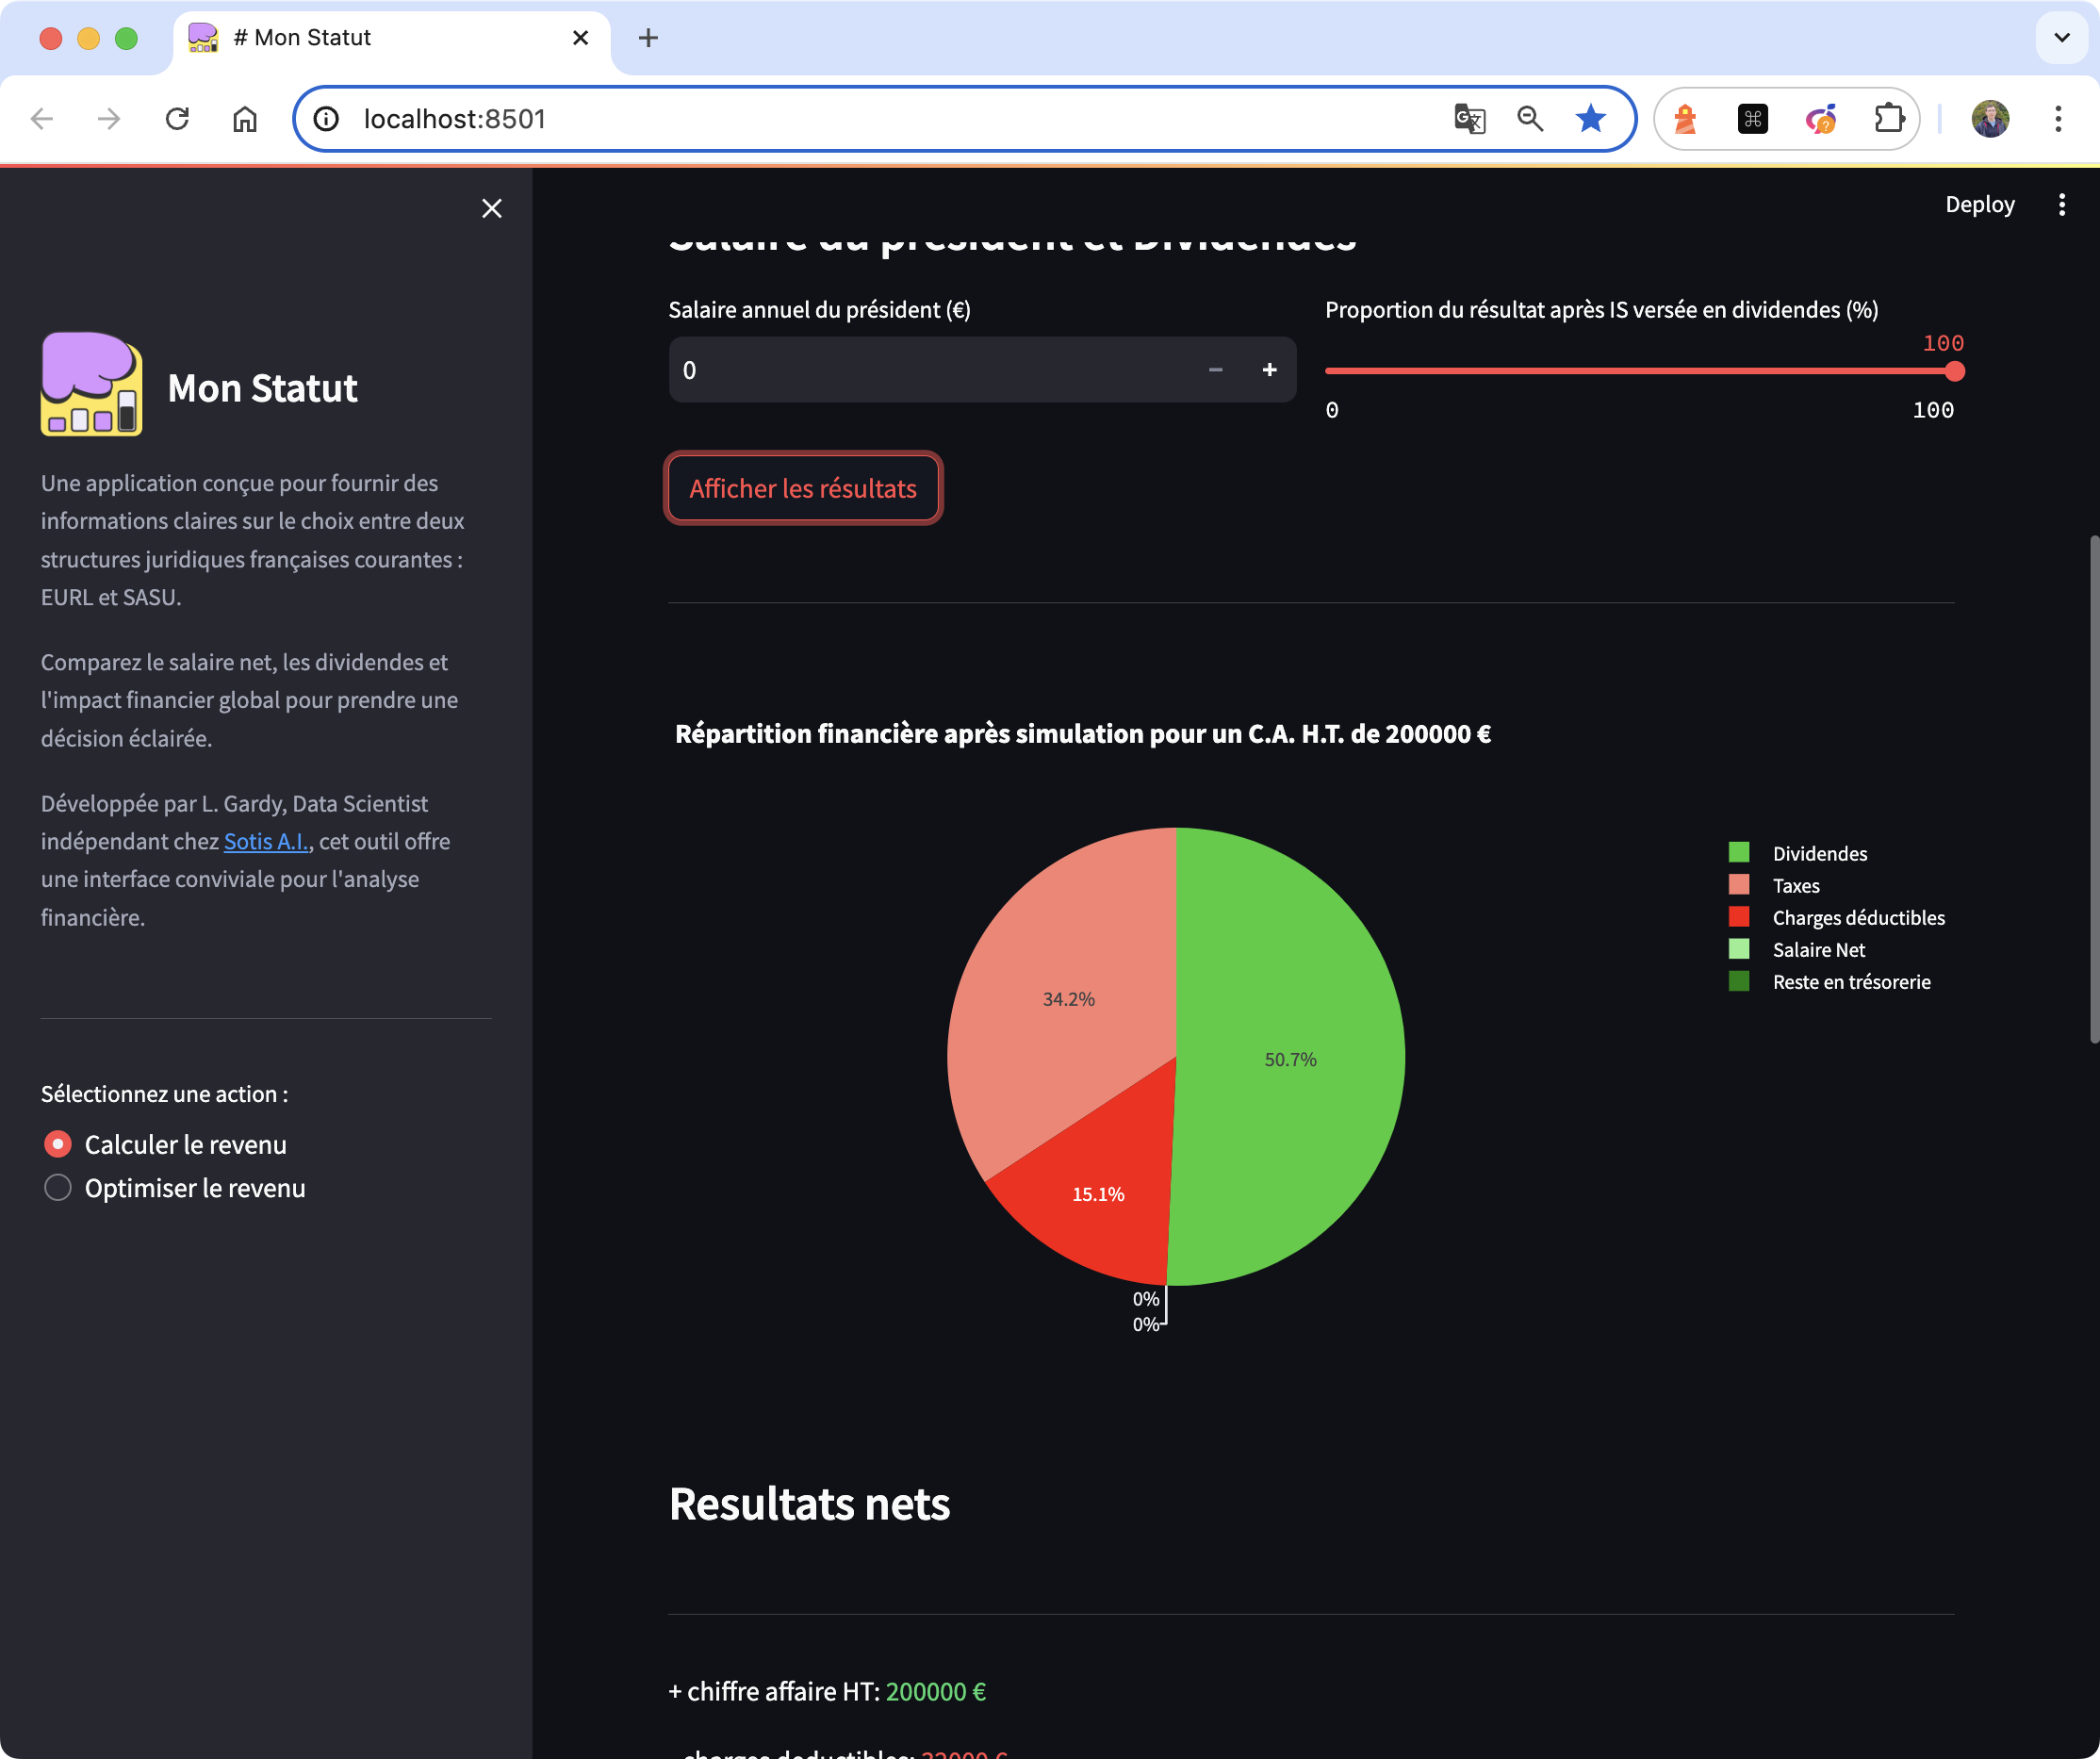 # Mon Statut
localhost:8501
Deploy
Mon Statut
Une application conçue pour fournir des
informations claires sur le choix entre deux
structures juridiques françaises courantes :
EURL et SASU.
Comparez le salaire net, les dividendes et
l'impact financier global pour prendre une
décision éclairée.
Développée par L. Gardy, Data Scientist
indépendant chez Sotis A.I., cet outil offre
une interface conviviale pour l'analyse
financière.
Sélectionnez une action :
Calculer le revenu
Optimiser le revenu
Salaire du président et Dividendes
Salaire annuel du président (€)
0
Proportion du résultat après IS versée en dividendes (%)
100
0 100
Afficher les résultats
Répartition financière après simulation pour un C.A. H.T. de 200000 €
34.2%
50.7%
15.1%
0%
0%
Dividendes
Taxes
Charges déductibles
Salaire Net
Reste en trésorerie
Resultats nets
+ chiffre affaire HT: 200000 €